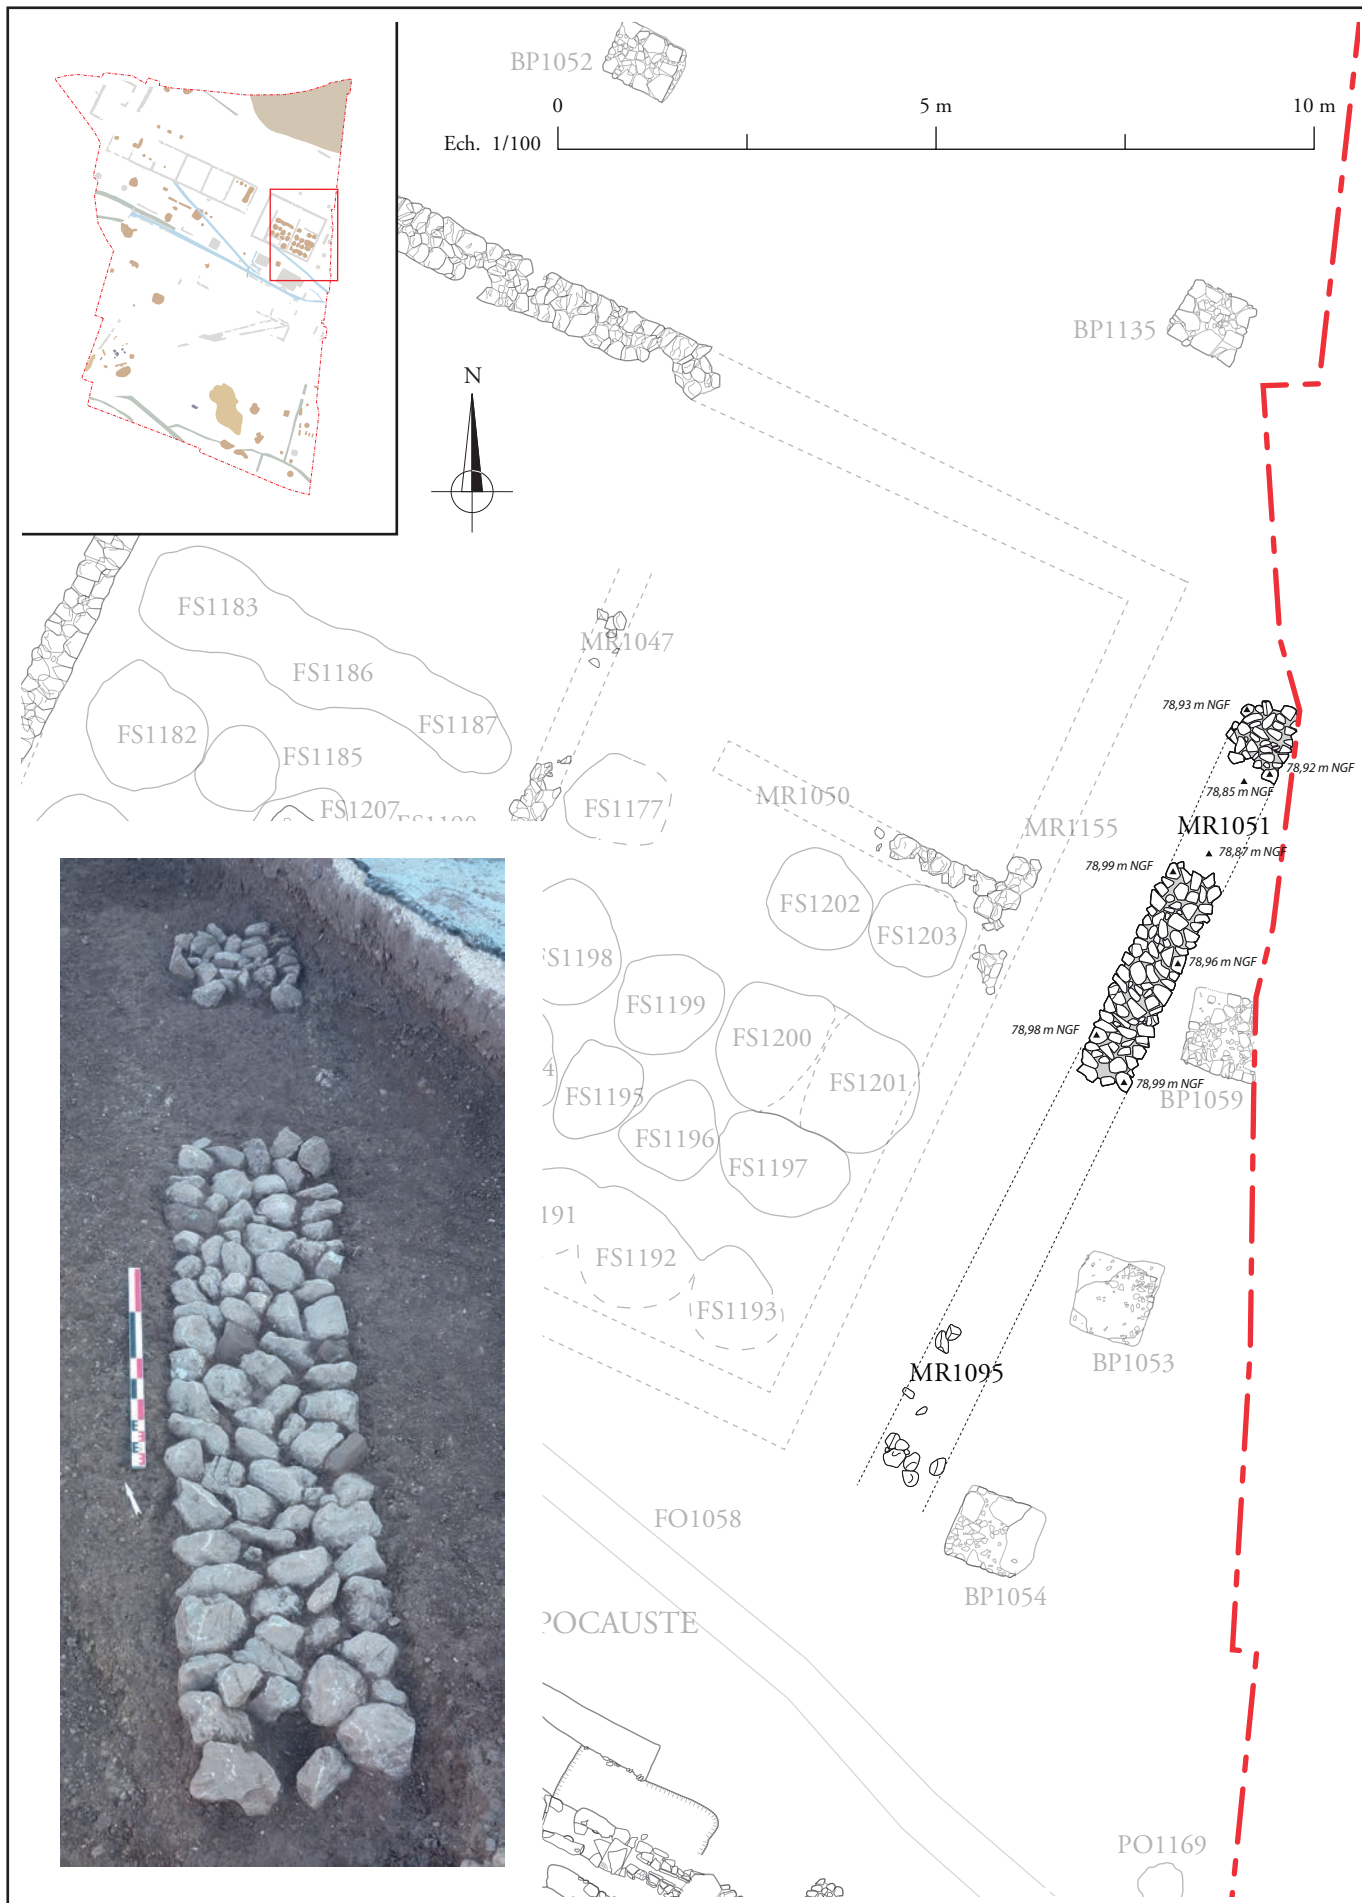 BP1052
0 5 m 10 m
Ech. 1/100
BP1135
N
FS1183
MR1047
FS1186
FS1187
FS1182
FS1185
FS1207
FS1177
MR1050
MR1155
78,93 m NGF
78,92 m NGF
78,85 m NGF
MR1051
78,87 m NGF
78,99 m NGF
FS1202
FS1203
78,96 m NGF
FS1198
FS1199
FS1200
78,98 m NGF
4
FS1195
FS1201
78,99 m NGF
BP1059
FS1196
FS1197
191
FS1192
FS1193
MR1095
BP1053
FO1058
BP1054
POCAUSTE
PO1169